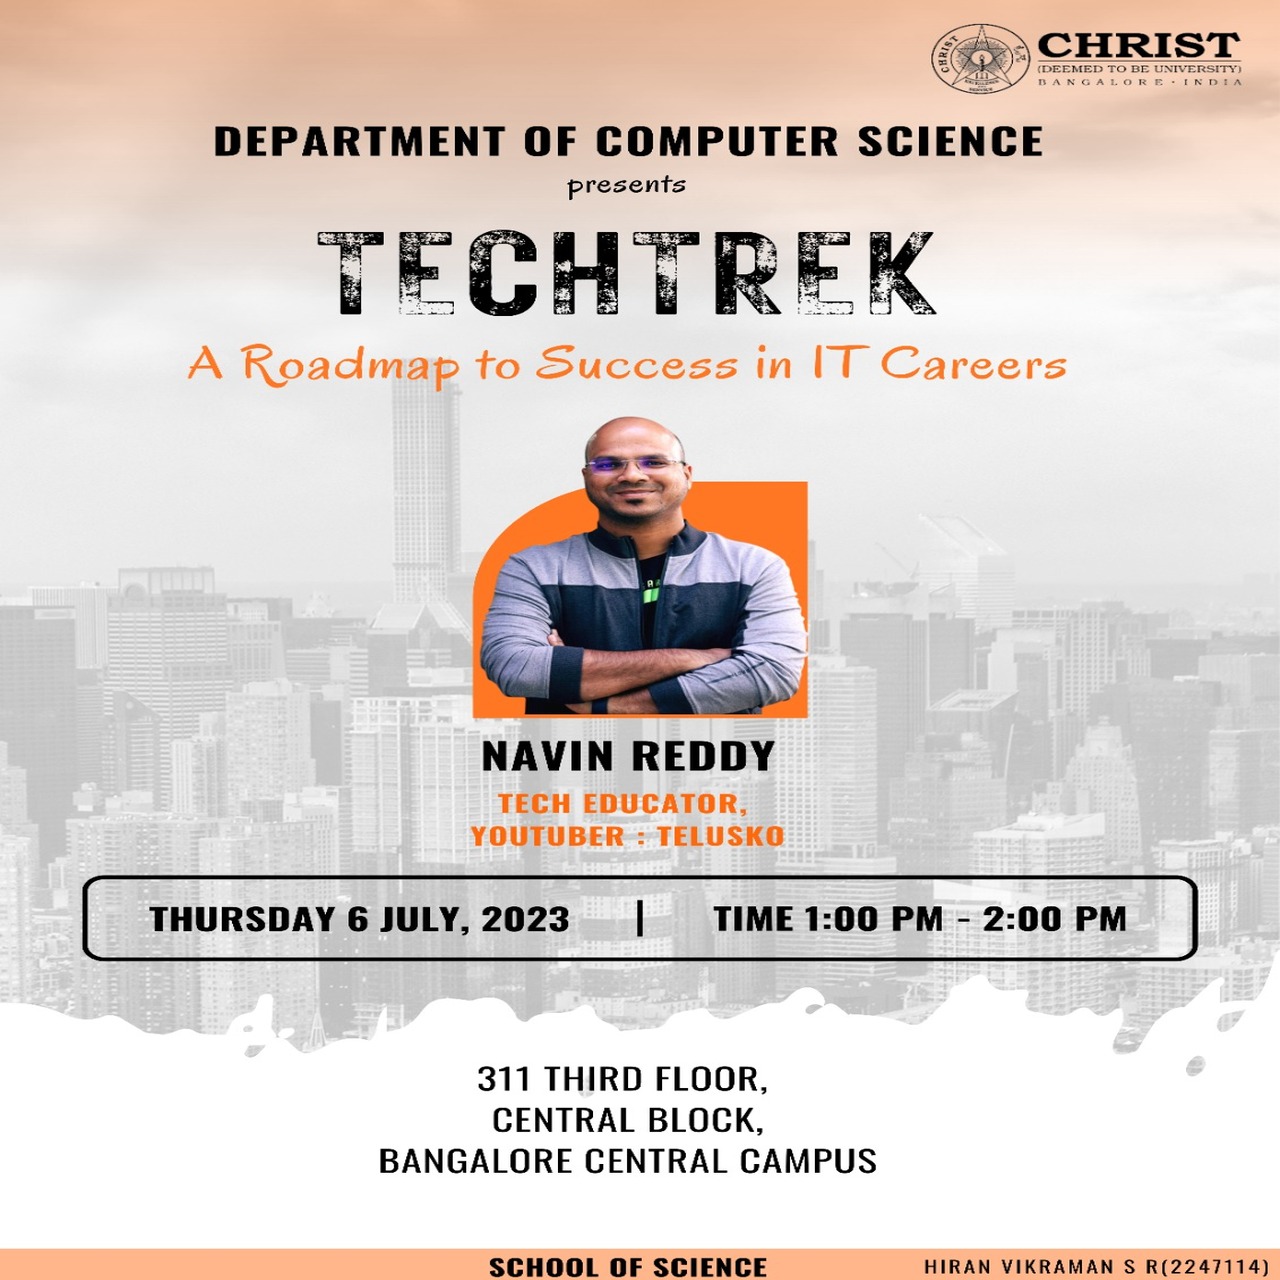 CHRIST
(DEEMED TO BE UNIVERSITY)
BANGALORE · INDIA
DEPARTMENT OF COMPUTER SCIENCE
presents
TECHTREK
A Roadmap to Success in IT Careers
NAVIN REDDY
TECH EDUCATOR,
YOUTUBER : TELUSKO
THURSDAY 6 JULY, 2023 | TIME 1:00 PM - 2:00 PM
311 THIRD FLOOR,
CENTRAL BLOCK,
BANGALORE CENTRAL CAMPUS
SCHOOL OF SCIENCE
HIRAN VIKRAMAN S R(2247114)